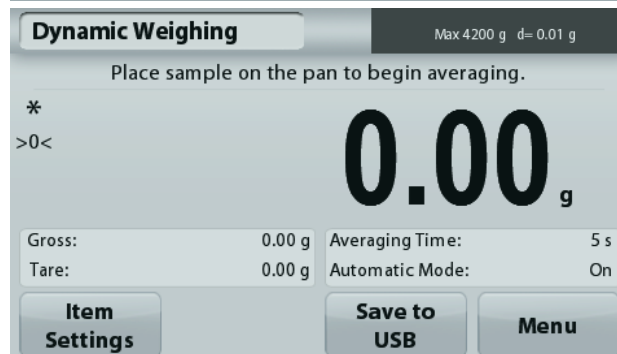 Dynamic Weighing
Max 4200 g d= 0.01 g
Place sample on the pan to begin averaging.
*
>0<
0.00 g
Gross: 0.00 g
Tare: 0.00 g
Averaging Time: 5 s
Automatic Mode: On
Item
Settings
Save to
USB
Menu